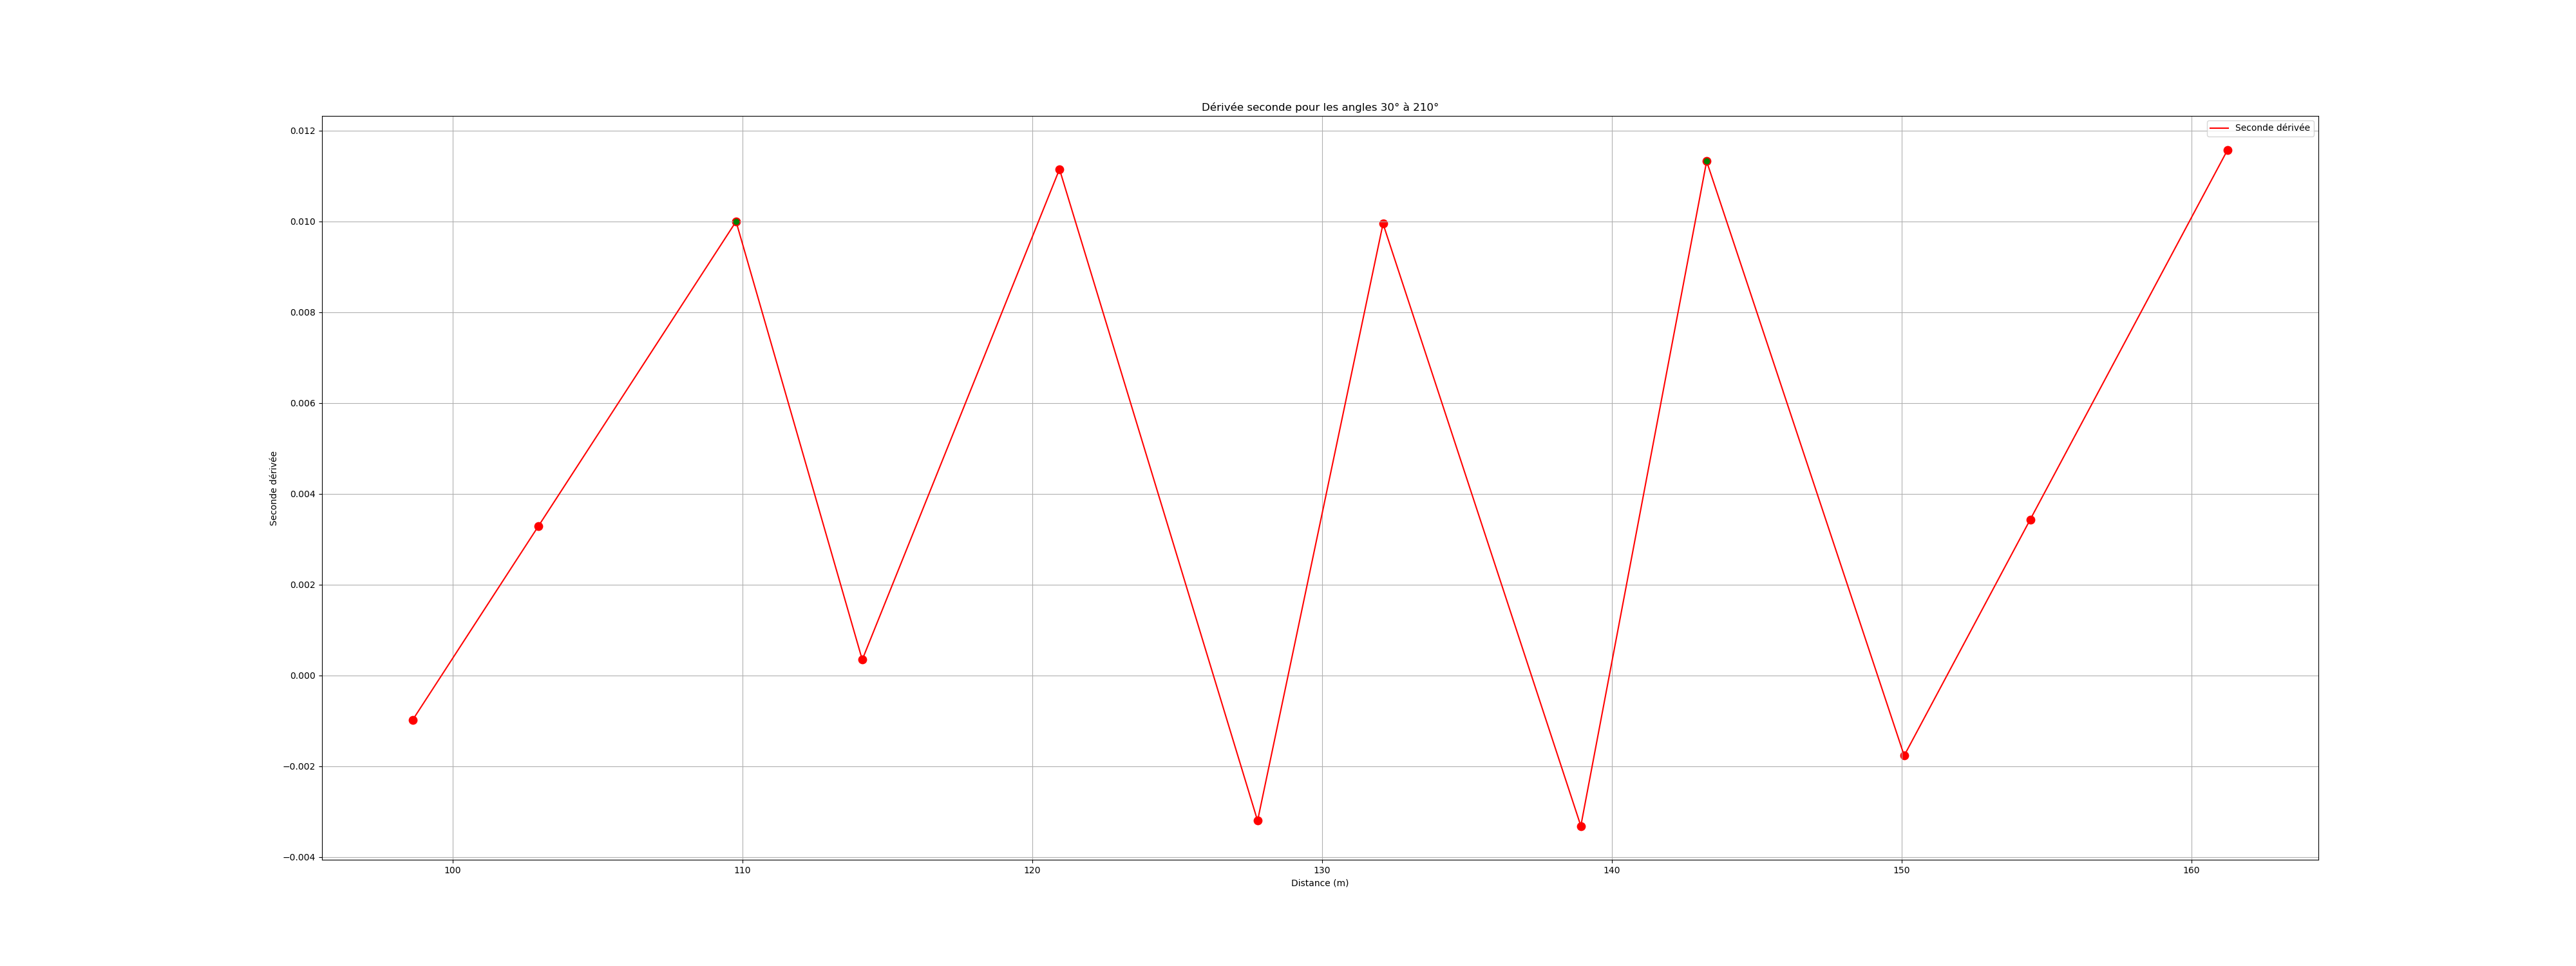 Dérivée seconde pour les angles 30° à 210°
Seconde dérivée
0.012
0.010
0.008
0.006
0.004
0.002
0.000
−0.002
−0.004
Seconde dérivée
100 110 120 130 140 150 160
Distance (m)